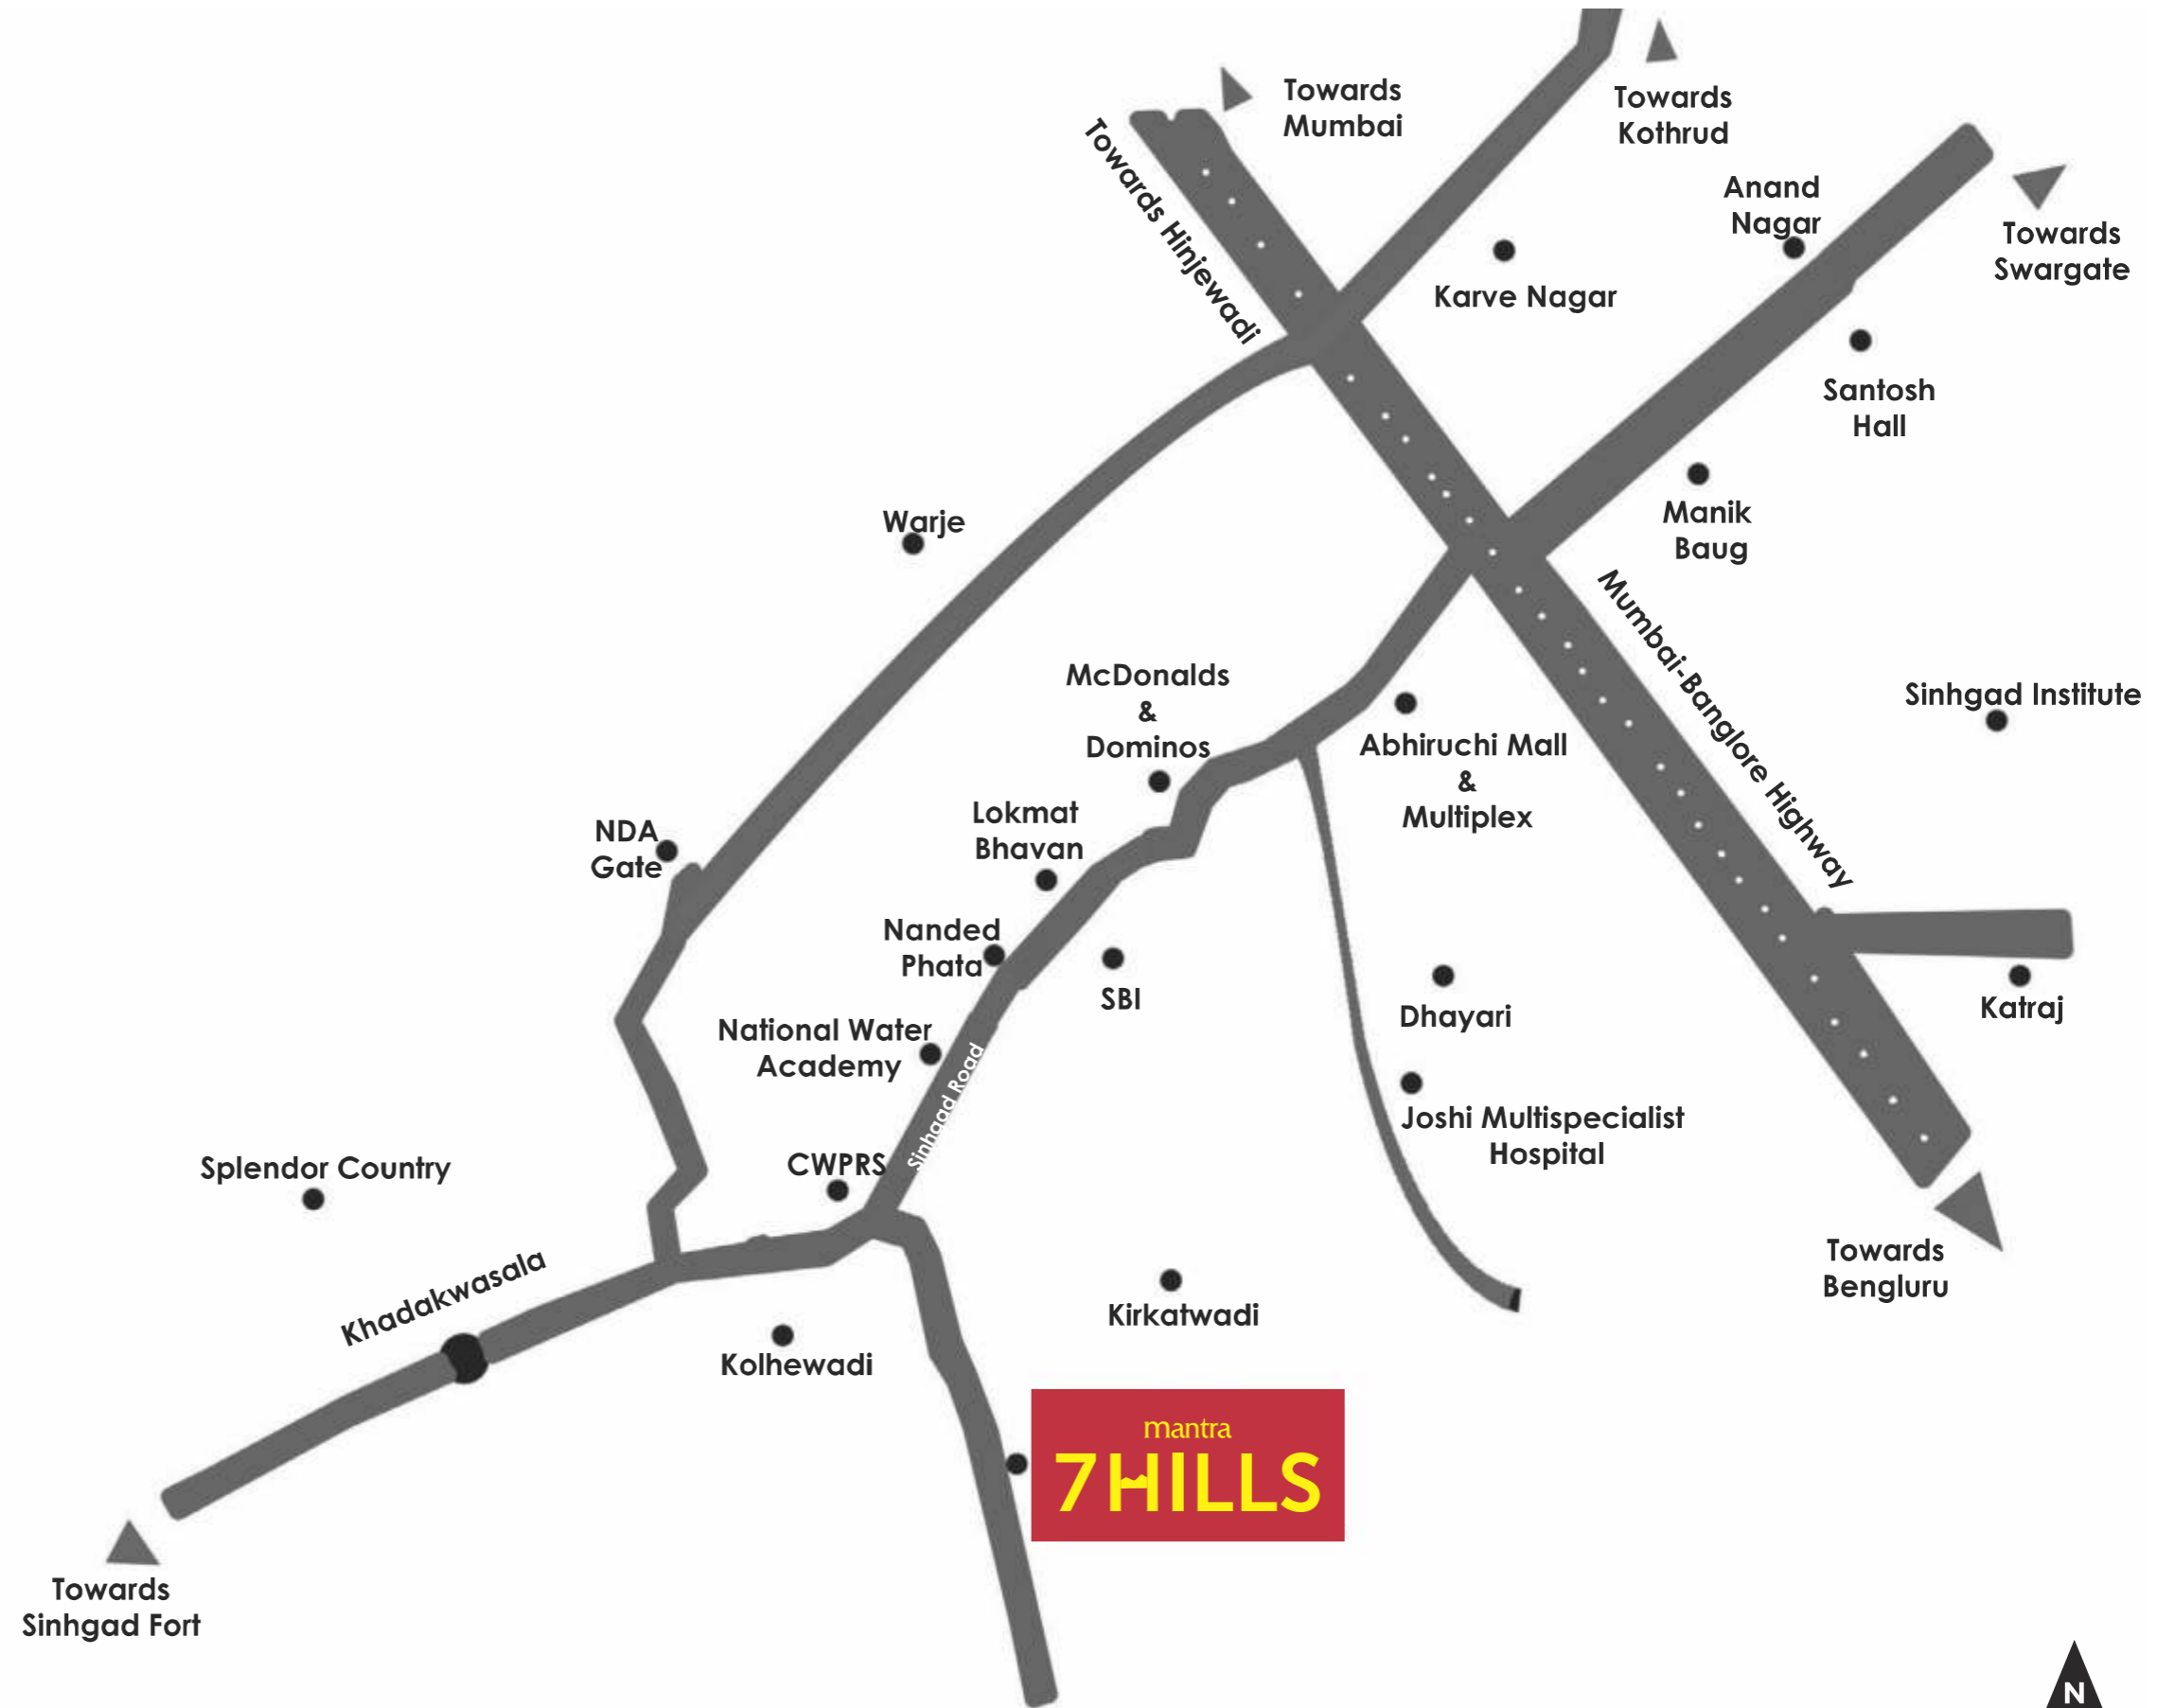 Towards
Mumbai
Towards
Kothrud
Towards Hinjewadi
Anand
Nagar
Towards
Swargate
Karve Nagar
Santosh
Hall
Manik
Baug
Warje
Mumbai-Banglore Highway
McDonalds
&
Dominos
Abhiruchi Mall
&
Multiplex
Sinhgad Institute
Lokmat
Bhavan
NDA
Gate
Nanded
Phata
SBI
Dhayari
Katraj
National Water
Academy
Sinhgad Road
Joshi Multispecialist
Hospital
CWPRS
Splendor Country
Khadakwasala
Towards
Bengluru
Kirkatwadi
Kolhewadi
mantra
7HILLS
Towards
Sinhgad Fort
N